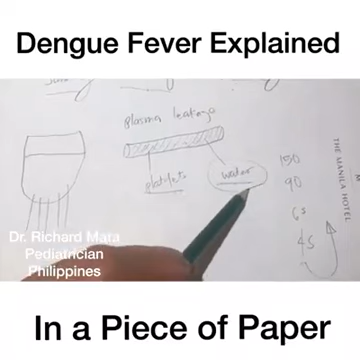 Dengue Fever Explained
plasma leakage
platelets
water
150
90
65
45
THE MANILA HOTEL
Dr. Richard Mata
Pediatrician
Philippines
In a Piece of Paper